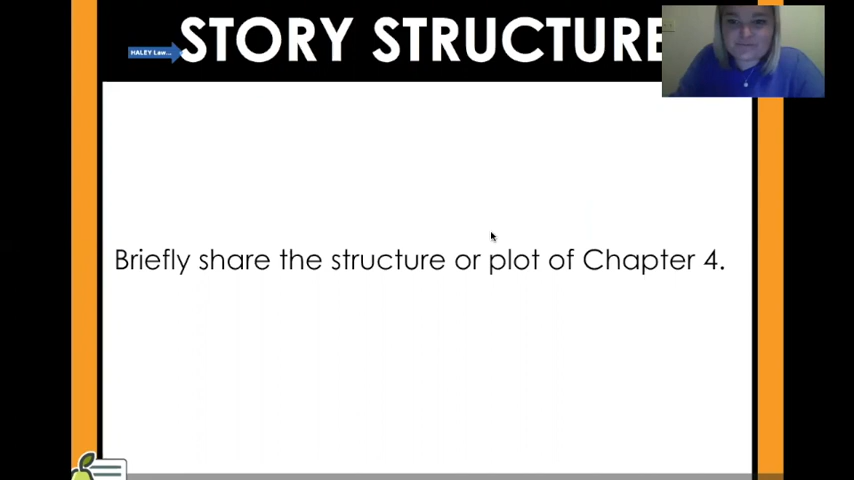 STORY STRUCTURE
HALEY Law...
Briefly share the structure or plot of Chapter 4.